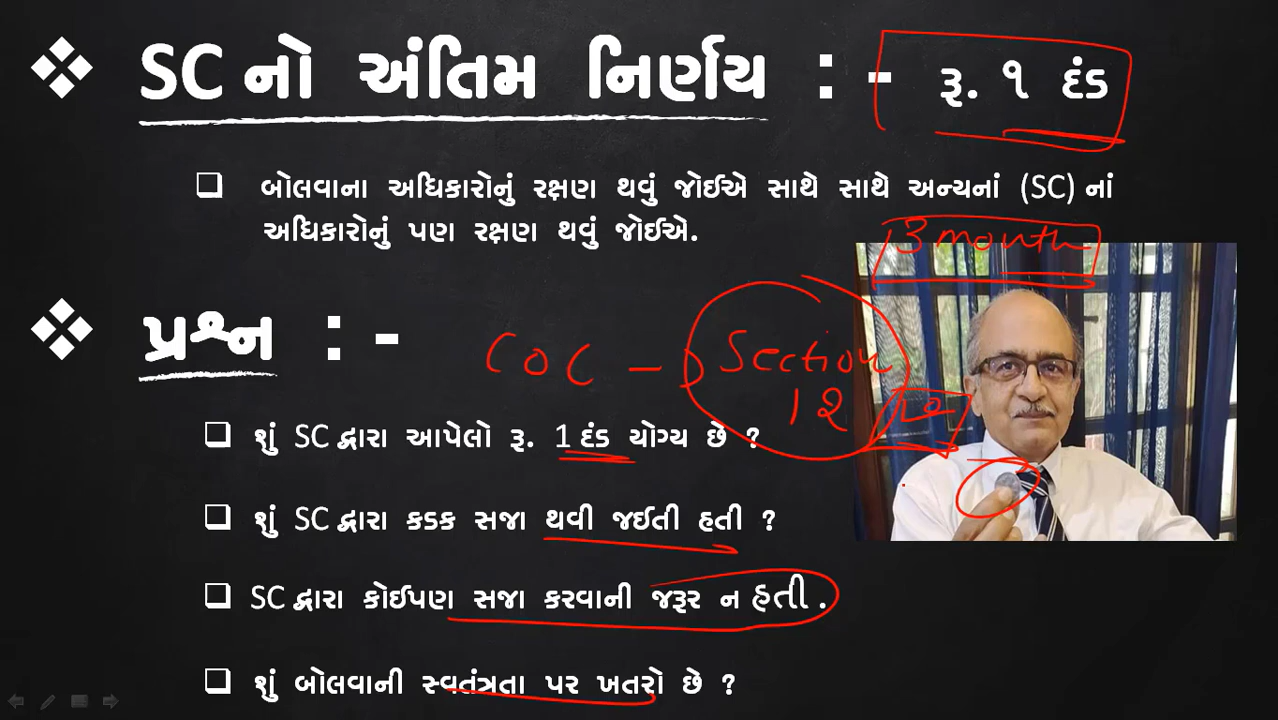 SC નો અંતિમ નિર્ણય :- રૂ. ૧ દંડ
બોલવાના અધિકારોનું રક્ષણ થવું જોઈએ સાથે સાથે અન્યનાં (SC) નાં
અધિકારોનું પણ રક્ષણ થવું જોઈએ.
3 month
પ્રશ્ન :-
COC - Section
12
શું SC દ્વારા આપેલો રૂ. 1 દંડ યોગ્ય છે ?
શું SC દ્વારા કડક સજા થવી જઈતી હતી ?
SC દ્વારા કોઈપણ સજા કરવાની જરૂર ન હતી.
શું બોલવાની સ્વતંત્રતા પર ખતરો છે ?